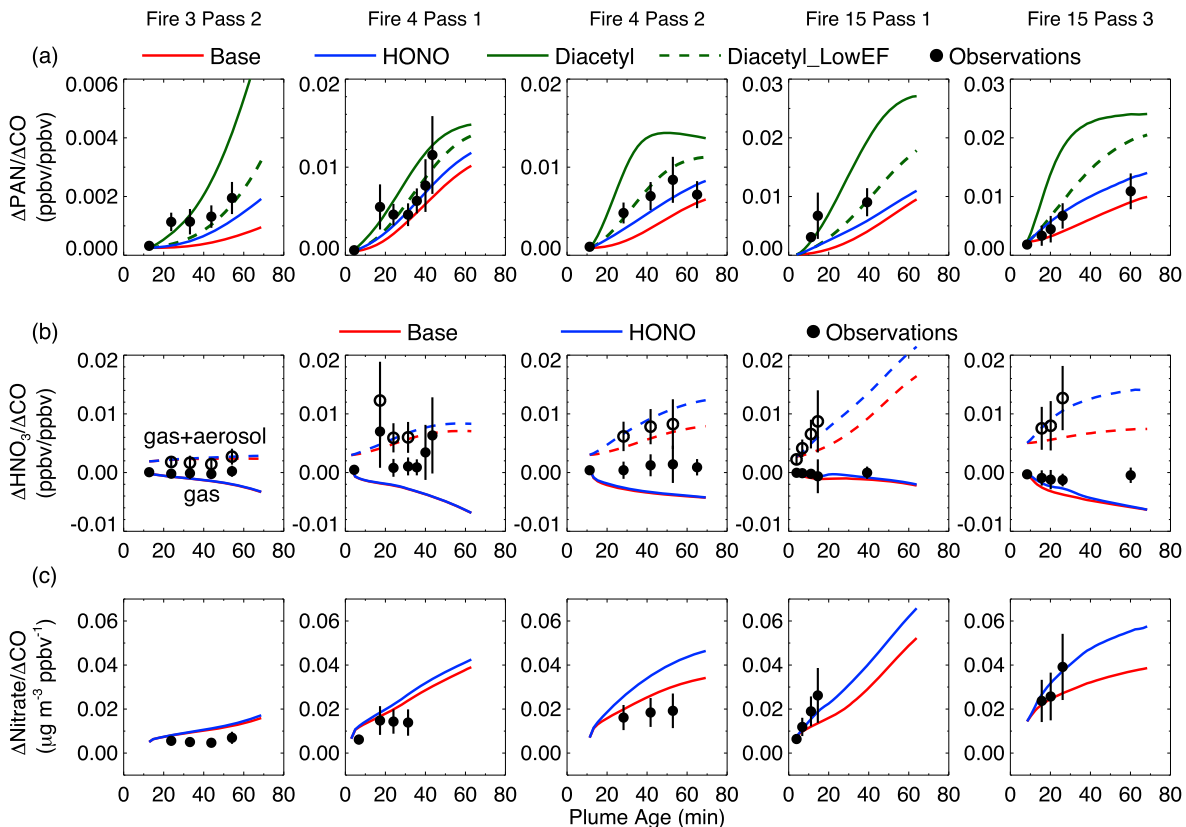 Fire 3 Pass 2 Fire 4 Pass 1 Fire 4 Pass 2 Fire 15 Pass 1 Fire 15 Pass 3
(a) Base HONO Diacetyl Diacetyl_LowEF Observations
ΔPAN/ΔCO
(ppbv/ppbv)
0.006 0.02 0.02 0.03 0.03
0.004 0.02 0.02
0.01 0.01
0.002 0.01 0.01
0.000 0.00 0.00 0.00 0.00
0 20 40 60 80 0 20 40 60 80 0 20 40 60 80 0 20 40 60 80 0 20 40 60 80
(b) Base HONO Observations
ΔHNO₃/ΔCO
(ppbv/ppbv)
0.02 0.02 0.02 0.02 0.02
0.01 0.01 0.01 0.01 0.01
gas+aerosol
0.00 0.00 0.00 0.00 0.00
gas
-0.01 -0.01 -0.01 -0.01 -0.01
0 20 40 60 80 0 20 40 60 80 0 20 40 60 80 0 20 40 60 80 0 20 40 60 80
(c)
ΔNitrate/ΔCO
(μg m⁻³ ppbv⁻¹)
0.06 0.06 0.06 0.06 0.06
0.04 0.04 0.04 0.04 0.04
0.02 0.02 0.02 0.02 0.02
0.00 0.00 0.00 0.00 0.00
0 20 40 60 80 0 20 40 60 80 0 20 40 60 80 0 20 40 60 80 0 20 40 60 80
Plume Age (min)